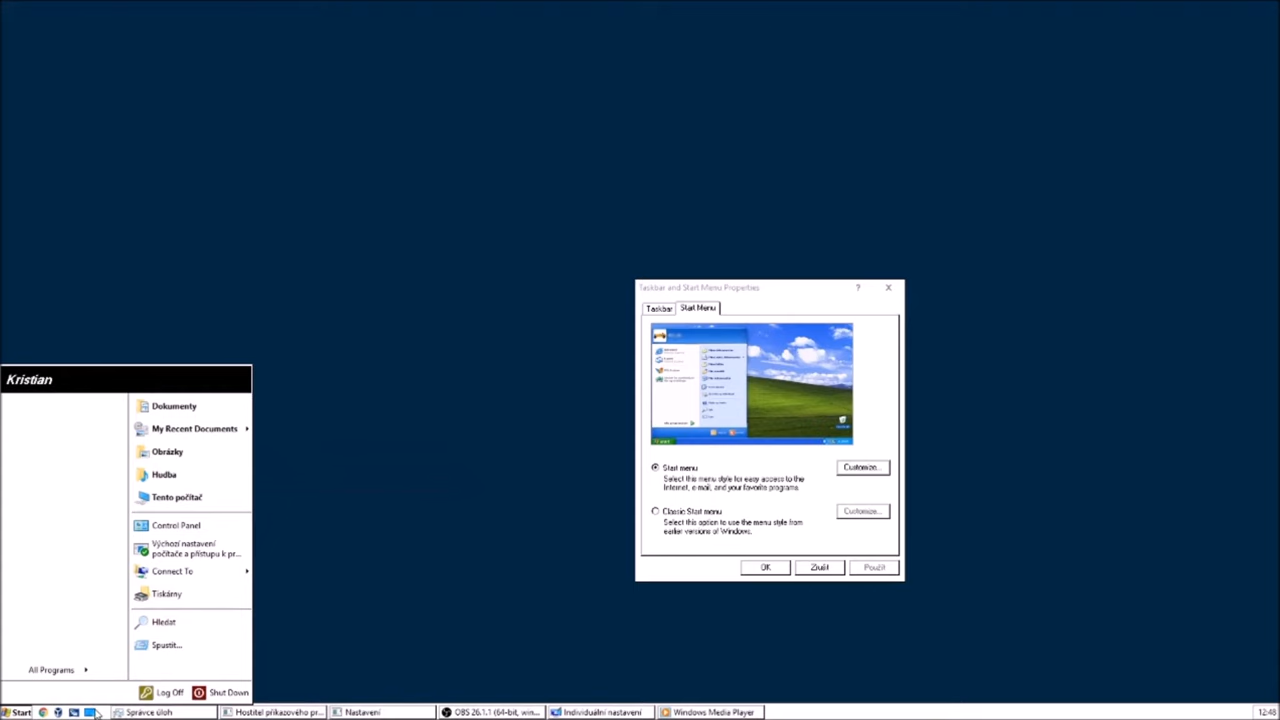 Taskbar and Start Menu Properties
?
Taskbar
Start Menu
Start menu
Customize...
Select this menu style for easy access to the
Internet, e-mail, and your favorite programs.
Classic Start menu
Customize...
Select this option to use the menu style from
earlier versions of Windows.
OK
Zrušit
Použít
Dokumenty
My Recent Documents
Obrázky
Hudba
Tento počítač
Control Panel
Výchozí nastavení
počítače a přístupu k pr...
Connect To
Tiskárny
Hledat
Spustit...
All Programs
Log Off
Shut Down
Start
Správce úloh
Hostitel příkazového pr...
Nastavení
OBS 26.1.1 (64-bit, win...
Individuální nastavení
Windows Media Player
12:48